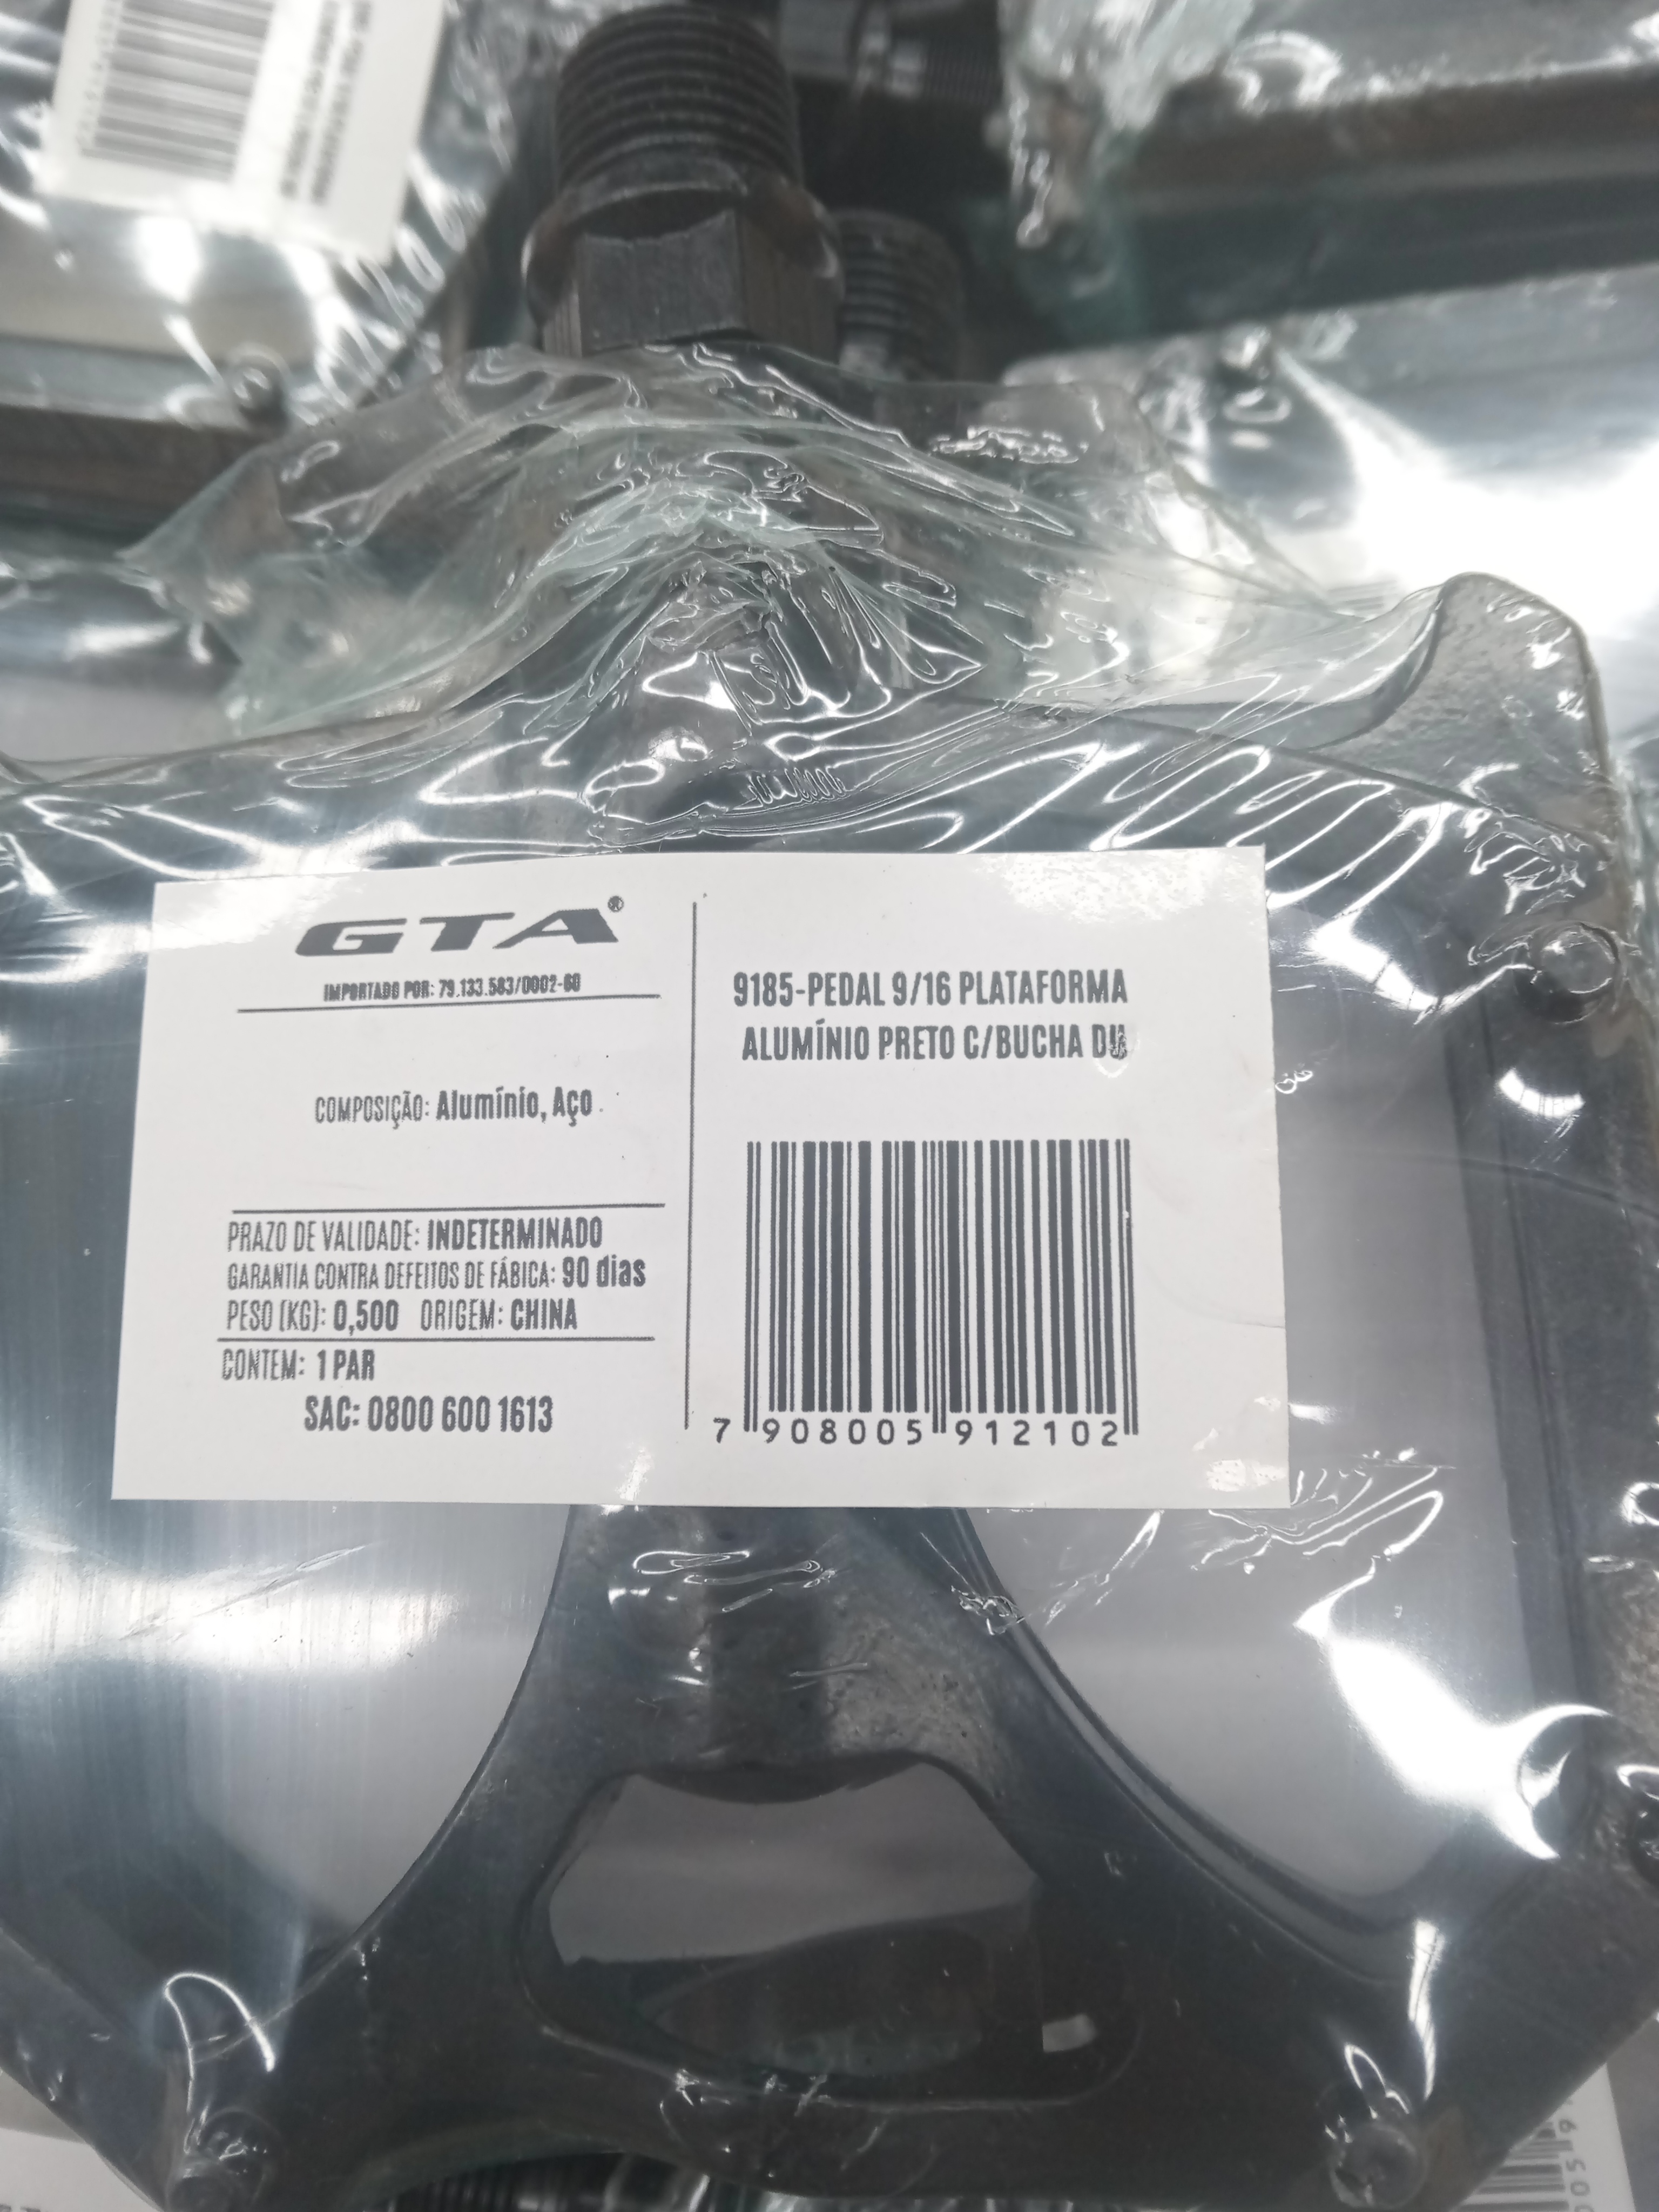 GTA®
IMPORTADO POR: 79.133.583/0002-60
COMPOSIÇÃO: Alumínio, Aço
PRAZO DE VALIDADE: INDETERMINADO
GARANTIA CONTRA DEFEITOS DE FÁBICA: 90 dias
PESO (KG): 0,500 ORIGEM: CHINA
CONTEM: 1 PAR
SAC: 0800 600 1613
9185-PEDAL 9/16 PLATAFORMA
ALUMÍNIO PRETO C/BUCHA DU
7 908005 912102